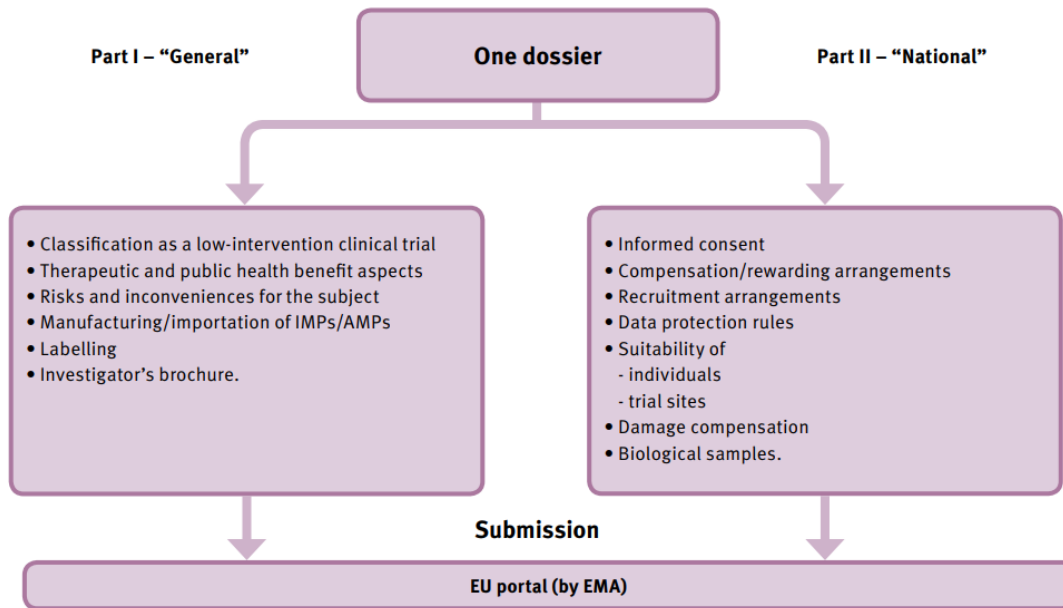 Part I – “General”
One dossier
Part II – “National”
• Classification as a low-intervention clinical trial
• Therapeutic and public health benefit aspects
• Risks and inconveniences for the subject
• Manufacturing/importation of IMPs/AMPs
• Labelling
• Investigator’s brochure.
• Informed consent
• Compensation/rewarding arrangements
• Recruitment arrangements
• Data protection rules
• Suitability of
- individuals
- trial sites
• Damage compensation
• Biological samples.
Submission
EU portal (by EMA)